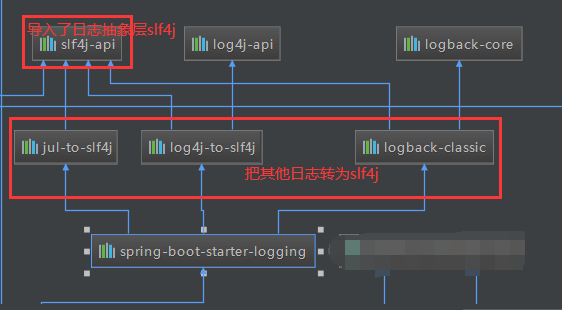 导入了日志抽象层slf4j
slf4j-api
log4j-api
logback-core
jul-to-slf4j
log4j-to-slf4j
logback-classic
把其他日志转为slf4j
spring-boot-starter-logging